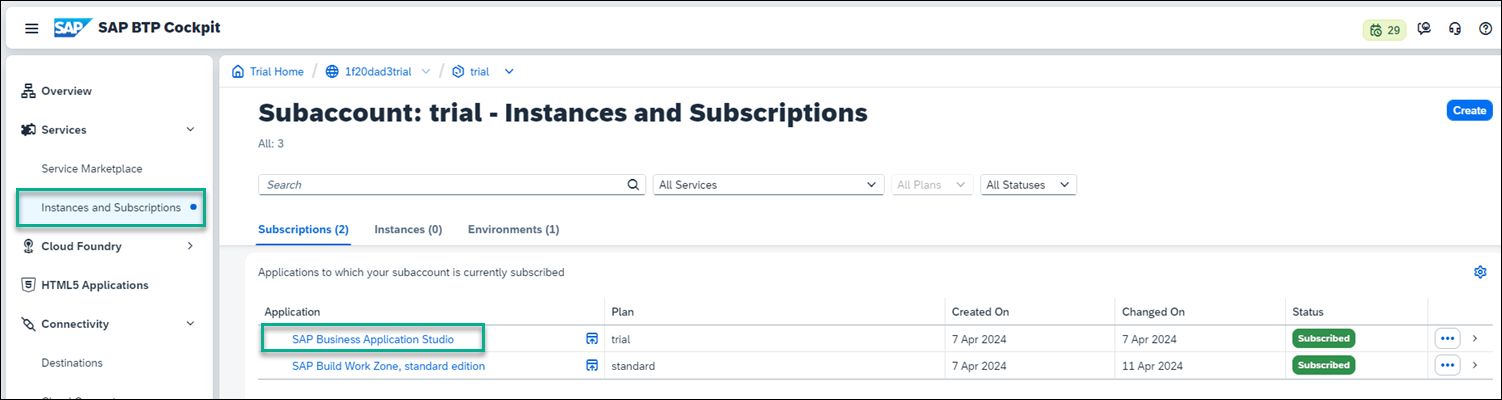 SAP SAP BTP Cockpit
29
Overview
Services
Service Marketplace
Instances and Subscriptions
Cloud Foundry
HTML5 Applications
Connectivity
Destinations
Trial Home / 1f20dad3trial / trial
Subaccount: trial - Instances and Subscriptions
Create
All: 3
Search
All Services
All Plans
All Statuses
Subscriptions (2) Instances (0) Environments (1)
Applications to which your subaccount is currently subscribed
Application Plan Created On Changed On Status
SAP Business Application Studio trial 7 Apr 2024 7 Apr 2024 Subscribed
SAP Build Work Zone, standard edition standard 7 Apr 2024 11 Apr 2024 Subscribed